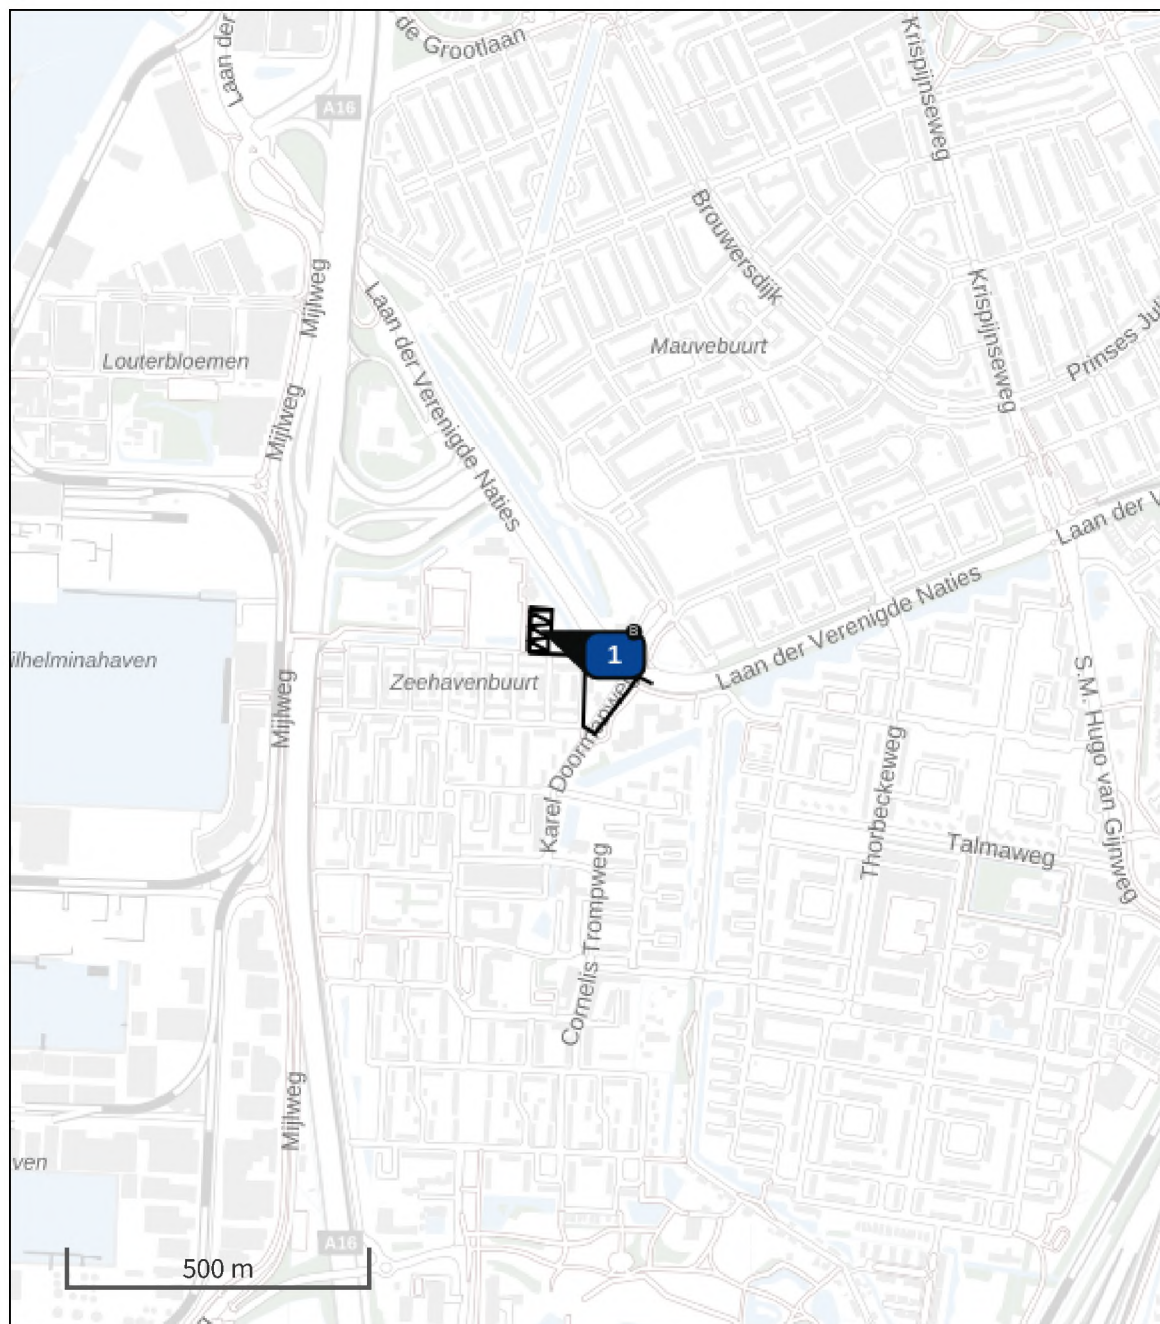 de Grootlaan
Laan der
Krispijnseweg
A16
Brouwersdijk
Mijlweg
Laan der Verenigde Naties
Krispijnseweg
Prinses Juli
Mauvebuurt
Louterbloemen
Mijlweg
Laan der V
Laan der Verenigde Naties
B
1
ilhelminahaven
Zeehavenbuurt
Mijlweg
S.M. Hugo van Gijnweg
Karel Doormanweg
Thorbeckeweg
Talmaweg
Cornelis Trompweg
Mijlweg
ven
A16
500 m